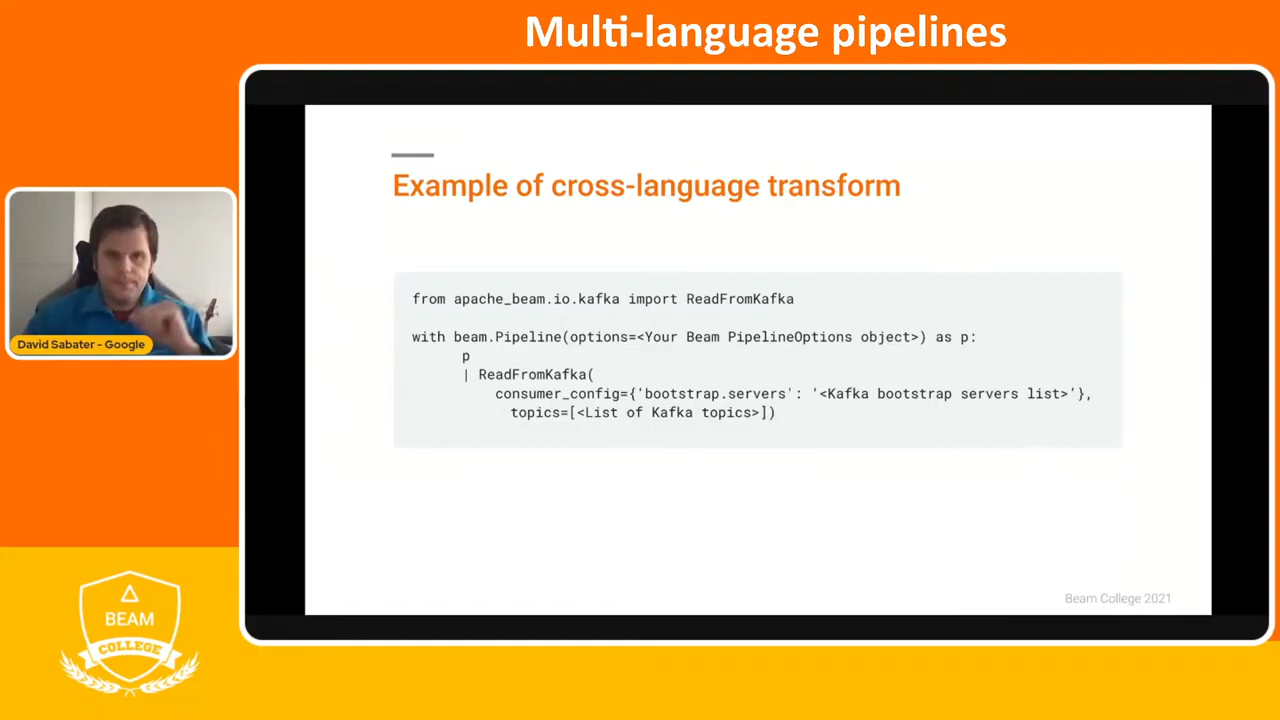 Multi-language pipelines
Example of cross-language transform
from apache_beam.io.kafka import ReadFromKafka
with beam.Pipeline(options=<Your Beam PipelineOptions object>) as p:
p
| ReadFromKafka(
consumer_config={'bootstrap.servers': '<Kafka bootstrap servers list>'},
topics=[<List of Kafka topics>])
Beam College 2021
David Sabater - Google
BEAM
COLLEGE